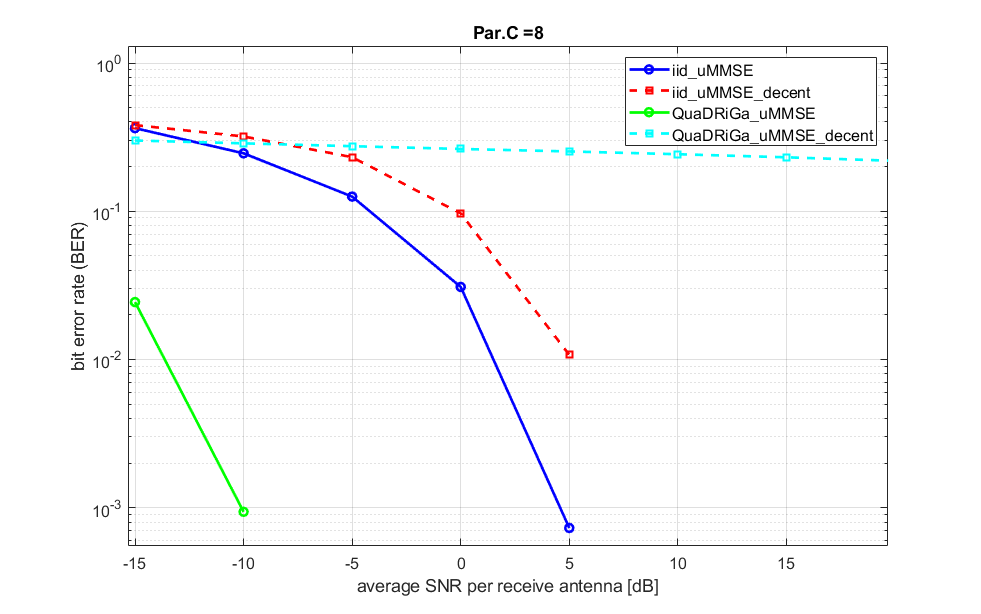 Par.C =8
iid_uMMSE
iid_uMMSE_decent
QuaDRiGa_uMMSE
QuaDRiGa_uMMSE_decent
10^0
10^-1
10^-2
10^-3
bit error rate (BER)
-15 -10 -5 0 5 10 15
average SNR per receive antenna [dB]